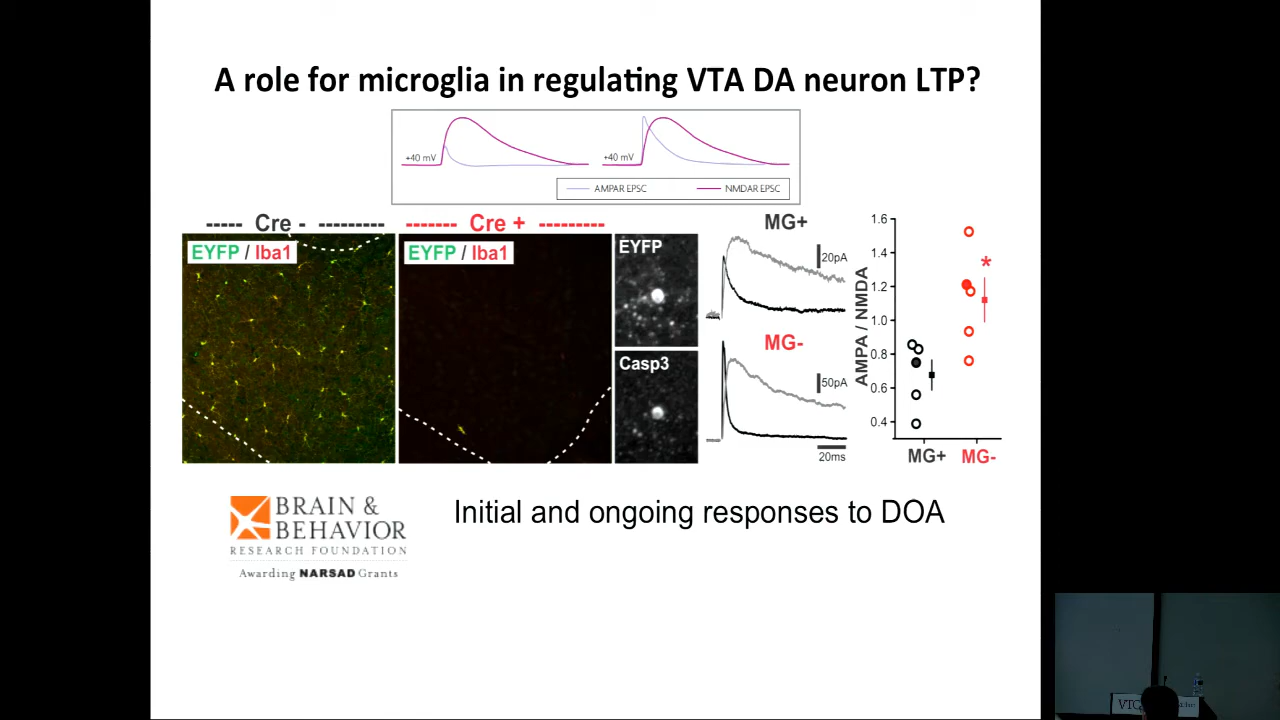 A role for microglia in regulating VTA DA neuron LTP?
+40 mV
+40 mV
AMPAR EPSC
NMDAR EPSC
----- Cre - ---------
------- Cre + ---------
EYFP / Iba1
EYFP / Iba1
EYFP
Casp3
MG+
20pA
MG-
50pA
20ms
AMPA / NMDA
1.6
1.4
1.2
1.0
0.8
0.6
0.4
*
MG+
MG-
BRAIN &
BEHAVIOR
RESEARCH FOUNDATION
Awarding NARSAD Grants
Initial and ongoing responses to DOA